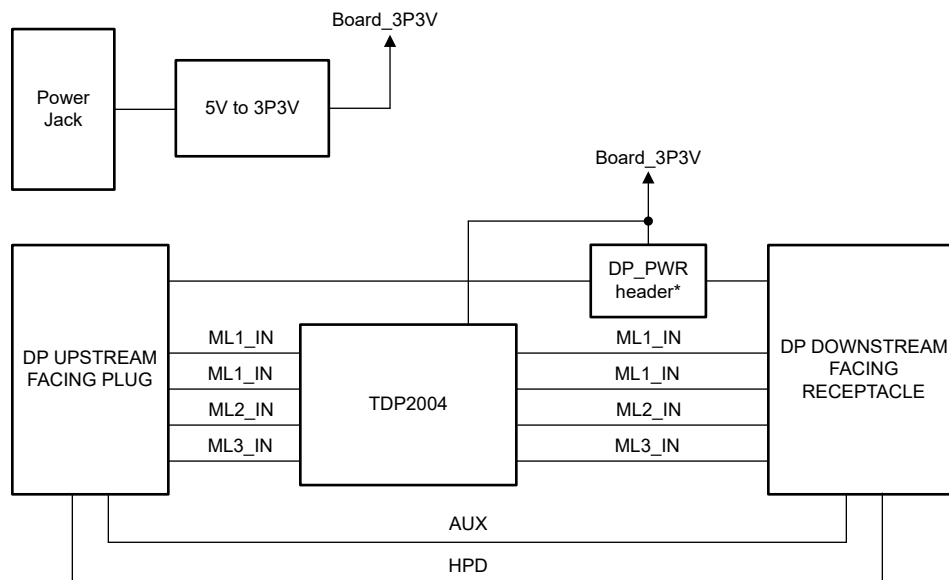 Board_3P3V
Power
Jack
5V to 3P3V
Board_3P3V
DP_PWR
header*
DP UPSTREAM
FACING PLUG
ML1_IN
ML1_IN
ML2_IN
ML3_IN
TDP2004
ML1_IN
ML1_IN
ML2_IN
ML3_IN
DP DOWNSTREAM
FACING
RECEPTACLE
AUX
HPD